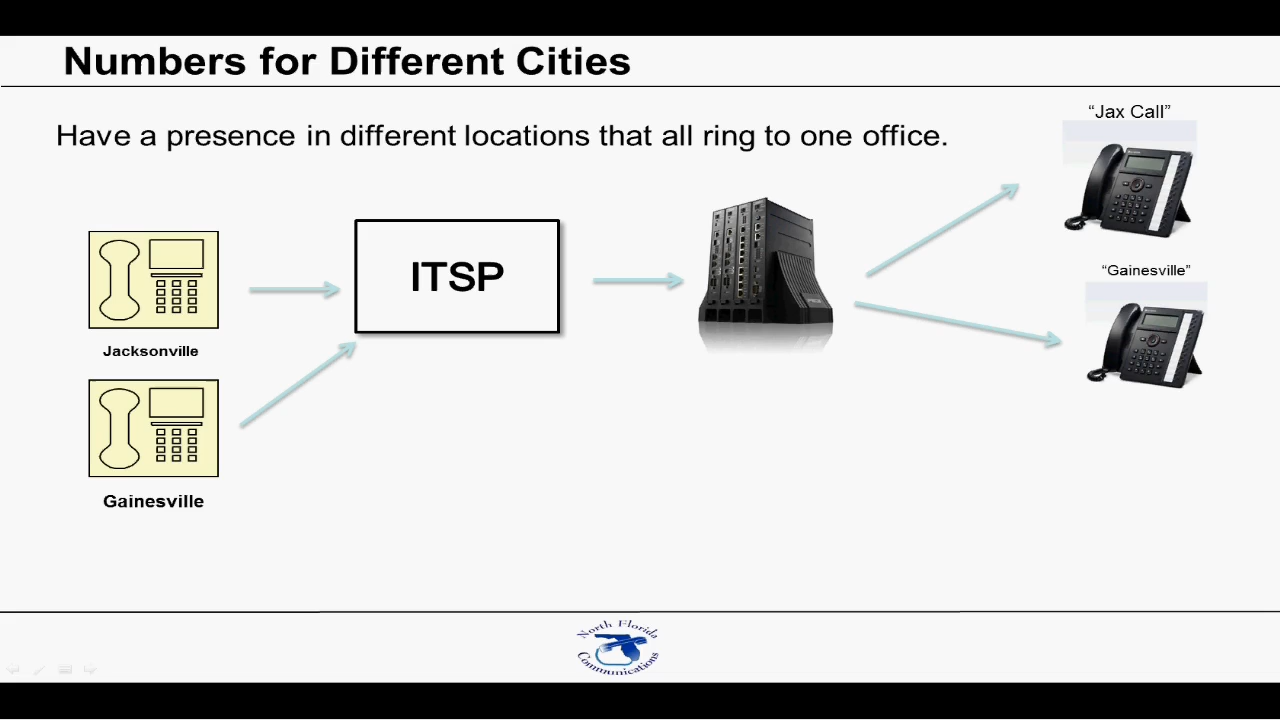 Numbers for Different Cities
Have a presence in different locations that all ring to one office.
“Jax Call”
ITSP
“Gainesville”
Jacksonville
Gainesville
North Florida
Communications